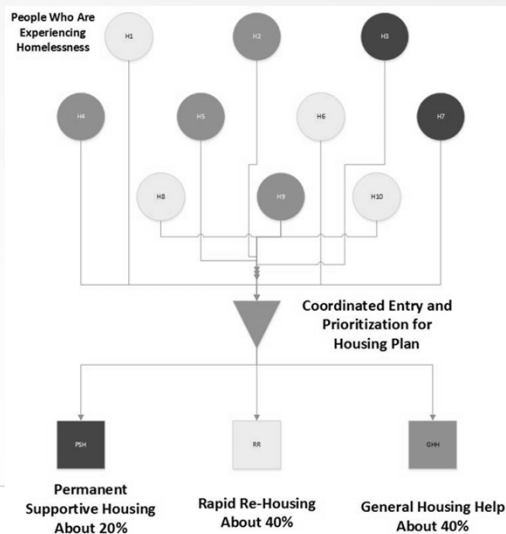 People Who Are
Experiencing
Homelessness
H1
H2
H3
H4
H5
H6
H7
H8
H9
H10
Coordinated Entry and
Prioritization for
Housing Plan
PSH
RR
GHH
Permanent
Supportive Housing
About 20%
Rapid Re-Housing
About 40%
General Housing Help
About 40%